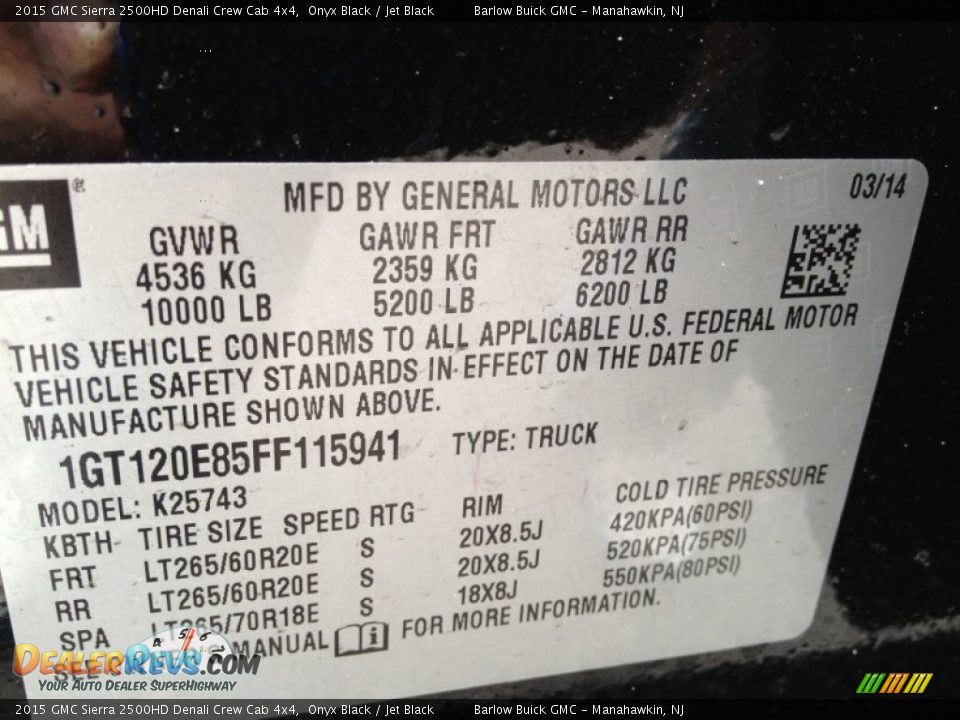 2015 GMC Sierra 2500HD Denali Crew Cab 4x4, Onyx Black / Jet Black Barlow Buick GMC - Manahawkin, NJ
GM ®
MFD BY GENERAL MOTORS LLC 03/14
GVWR GAWR FRT GAWR RR
4536 KG 2359 KG 2812 KG
10000 LB 5200 LB 6200 LB
THIS VEHICLE CONFORMS TO ALL APPLICABLE U.S. FEDERAL MOTOR
VEHICLE SAFETY STANDARDS IN EFFECT ON THE DATE OF
MANUFACTURE SHOWN ABOVE.
1GT120E85FF115941 TYPE: TRUCK
MODEL: K25743
KBTH TIRE SIZE SPEED RTG RIM COLD TIRE PRESSURE
FRT LT265/60R20E S 20X8.5J 420KPA(60PSI)
RR LT265/60R20E S 20X8.5J 520KPA(75PSI)
SPA LT265/70R18E S 18X8J 550KPA(80PSI)
SEE MANUAL FOR MORE INFORMATION.
4 5 6
DEALERREVS.COM
YOUR AUTO DEALER SUPERHIGHWAY
2015 GMC Sierra 2500HD Denali Crew Cab 4x4, Onyx Black / Jet Black Barlow Buick GMC - Manahawkin, NJ